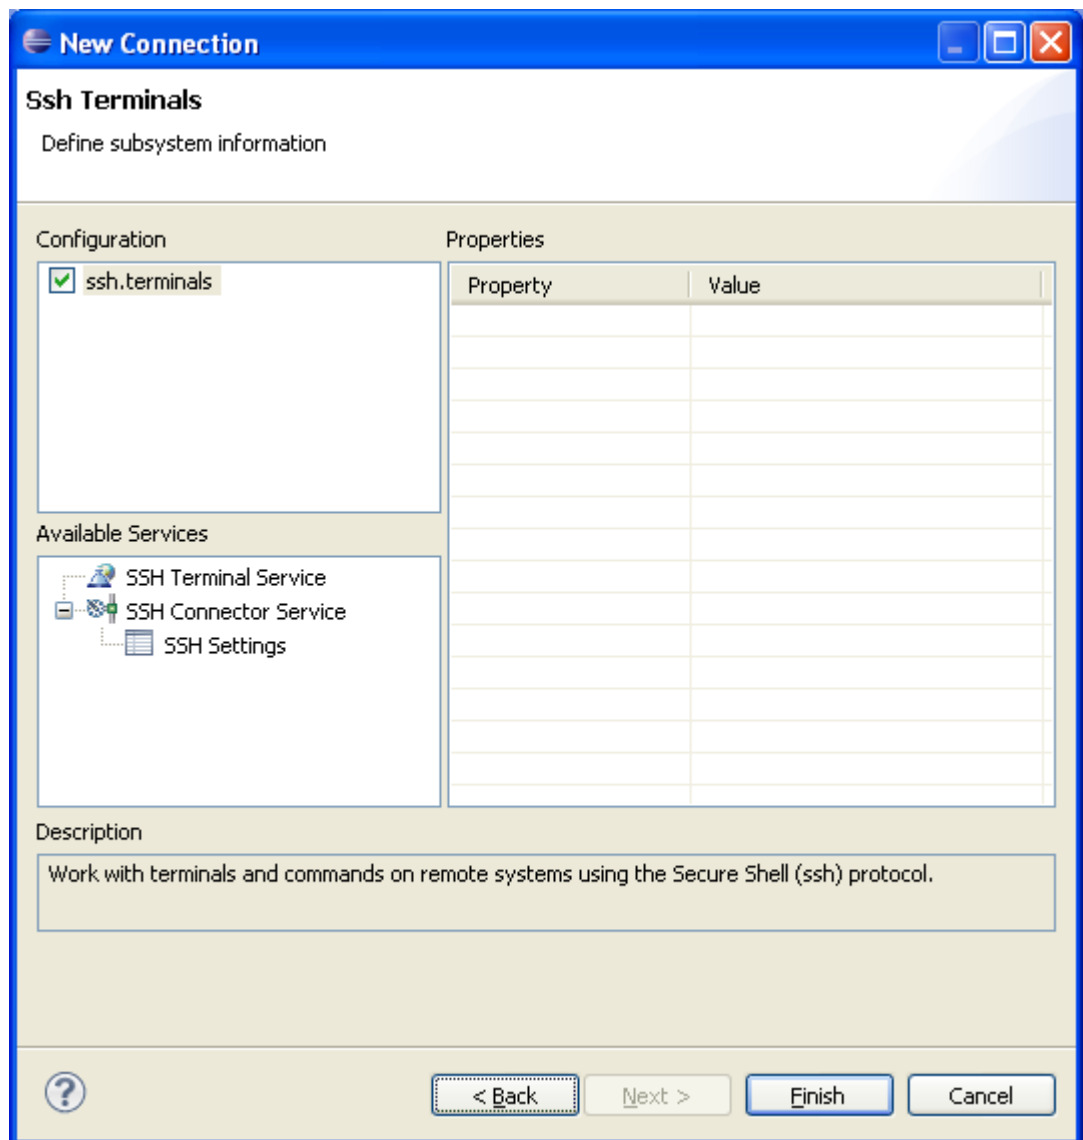 New Connection
Ssh Terminals
Define subsystem information
Configuration
Properties
ssh.terminals
Property Value
Available Services
SSH Terminal Service
SSH Connector Service
SSH Settings
Description
Work with terminals and commands on remote systems using the Secure Shell (ssh) protocol.
? < Back Next > Finish Cancel